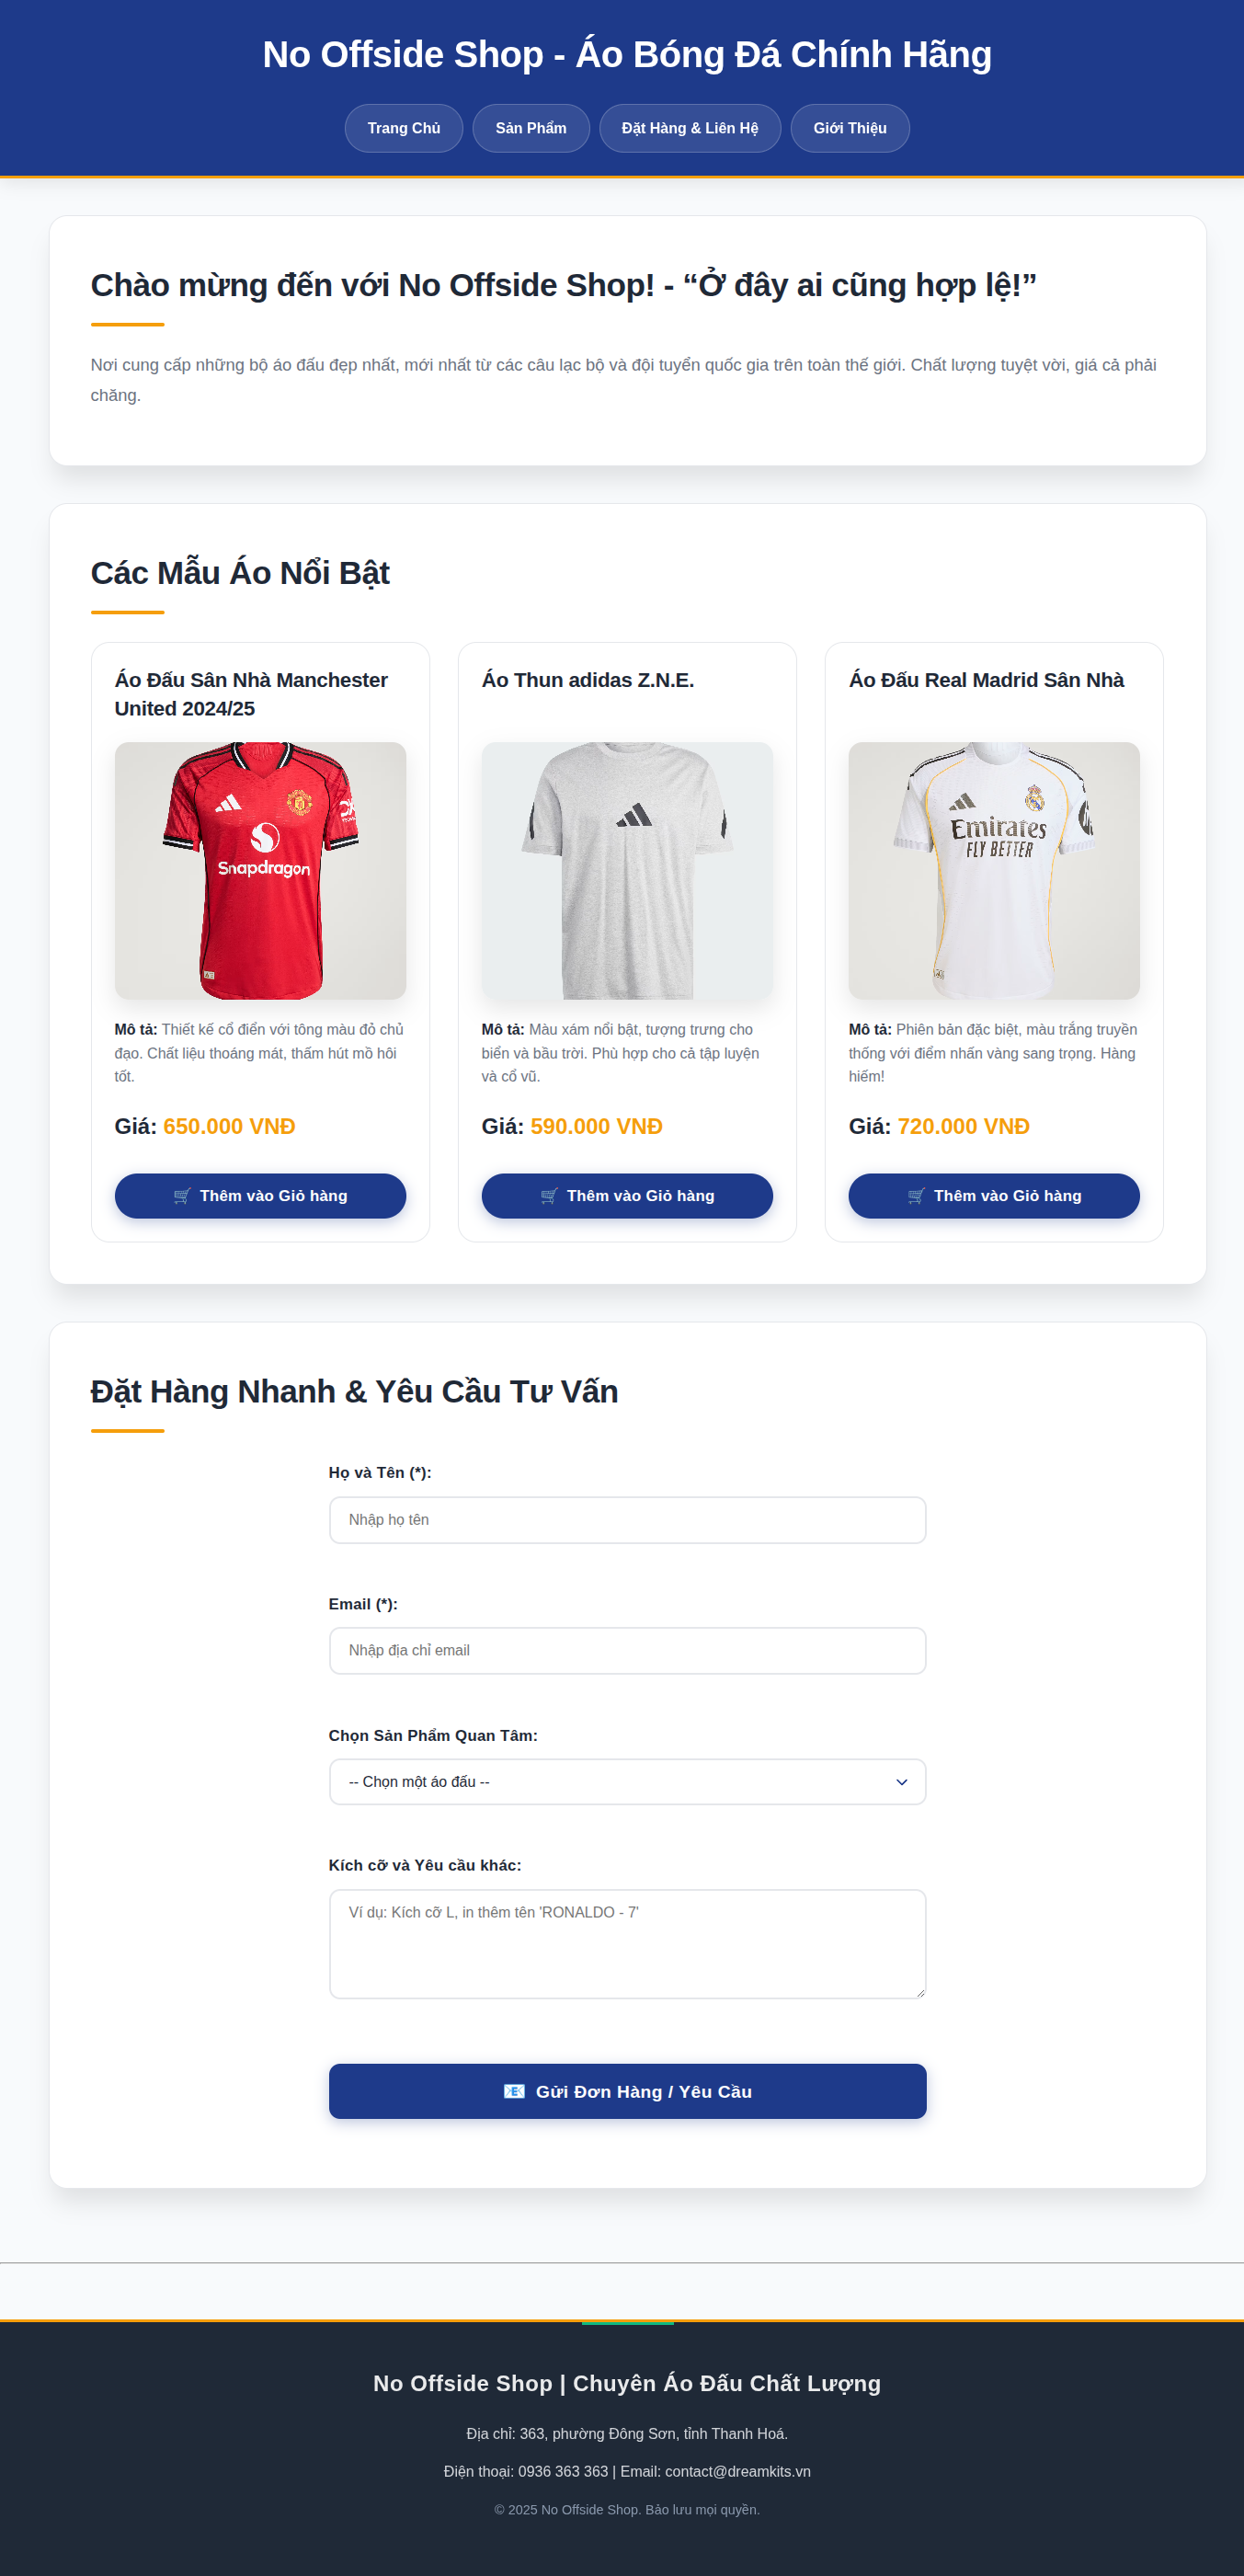 No Offside Shop - Áo Bóng Đá Chính Hãng
Trang Chủ
Sản Phẩm
Đặt Hàng & Liên Hệ
Giới Thiệu
Chào mừng đến với No Offside Shop! - “Ở đây ai cũng hợp lệ!”
Nơi cung cấp những bộ áo đấu đẹp nhất, mới nhất từ các câu lạc bộ và đội tuyển quốc gia trên toàn thế giới. Chất lượng tuyệt vời, giá cả phải
chăng.
Các Mẫu Áo Nổi Bật
Áo Đấu Sân Nhà Manchester
United 2024/25
Snapdragon
Mô tả: Thiết kế cổ điển với tông màu đỏ chủ
đạo. Chất liệu thoáng mát, thấm hút mồ hôi
tốt.
Giá: 650.000 VNĐ
🛒 Thêm vào Giỏ hàng
Áo Thun adidas Z.N.E.
Mô tả: Màu xám nổi bật, tượng trưng cho
biển và bầu trời. Phù hợp cho cả tập luyện
và cổ vũ.
Giá: 590.000 VNĐ
🛒 Thêm vào Giỏ hàng
Áo Đấu Real Madrid Sân Nhà
Emirates
FLY BETTER
Mô tả: Phiên bản đặc biệt, màu trắng truyền
thống với điểm nhấn vàng sang trọng. Hàng
hiếm!
Giá: 720.000 VNĐ
🛒 Thêm vào Giỏ hàng
Đặt Hàng Nhanh & Yêu Cầu Tư Vấn
Họ và Tên (*):
Nhập họ tên
Email (*):
Nhập địa chỉ email
Chọn Sản Phẩm Quan Tâm:
-- Chọn một áo đấu --
Kích cỡ và Yêu cầu khác:
Ví dụ: Kích cỡ L, in thêm tên 'RONALDO - 7'
📧 Gửi Đơn Hàng / Yêu Cầu
No Offside Shop | Chuyên Áo Đấu Chất Lượng
Địa chỉ: 363, phường Đông Sơn, tỉnh Thanh Hoá.
Điện thoại: 0936 363 363 | Email: contact@dreamkits.vn
© 2025 No Offside Shop. Bảo lưu mọi quyền.